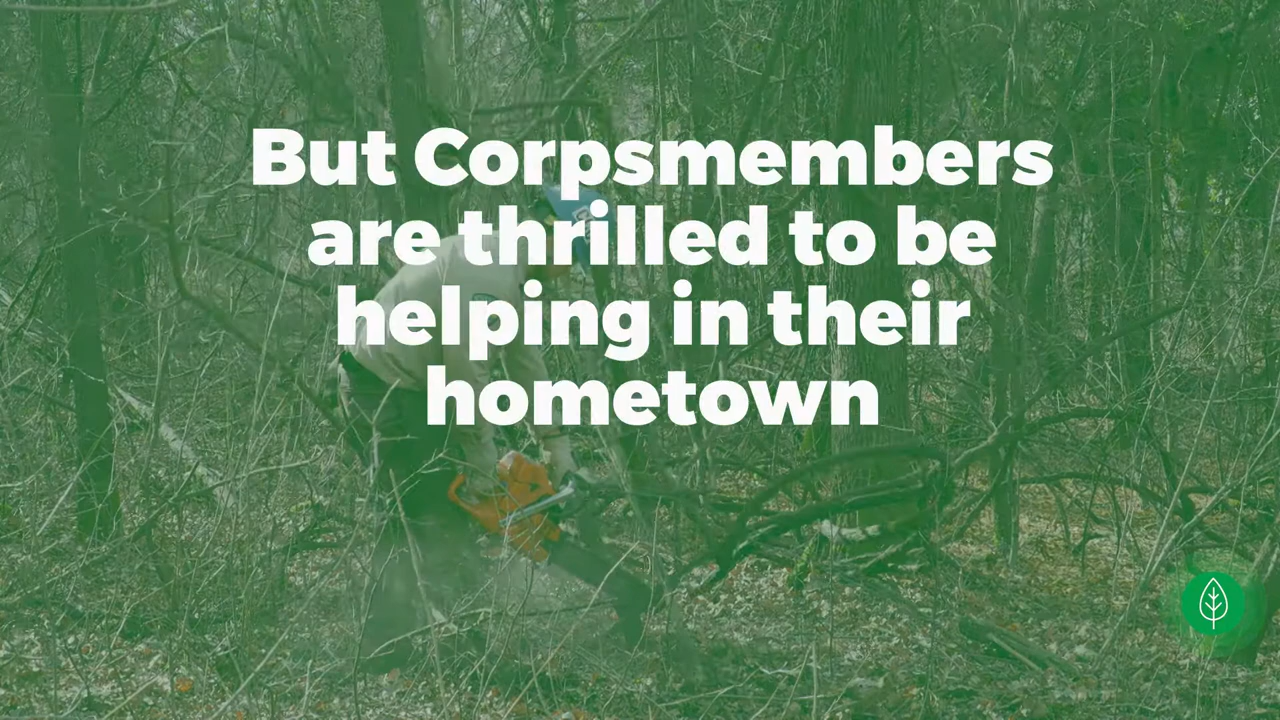 But Corpsmembers
are thrilled to be
helping in their
hometown